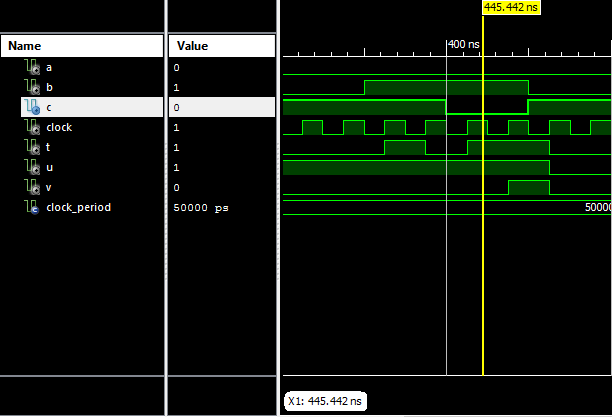 445.442 ns
Name Value
400 ns
a 0
b 1
c 0
clock 1
t 1
u 1
v 0
clock_period 50000 ps 50000
X1: 445.442 ns